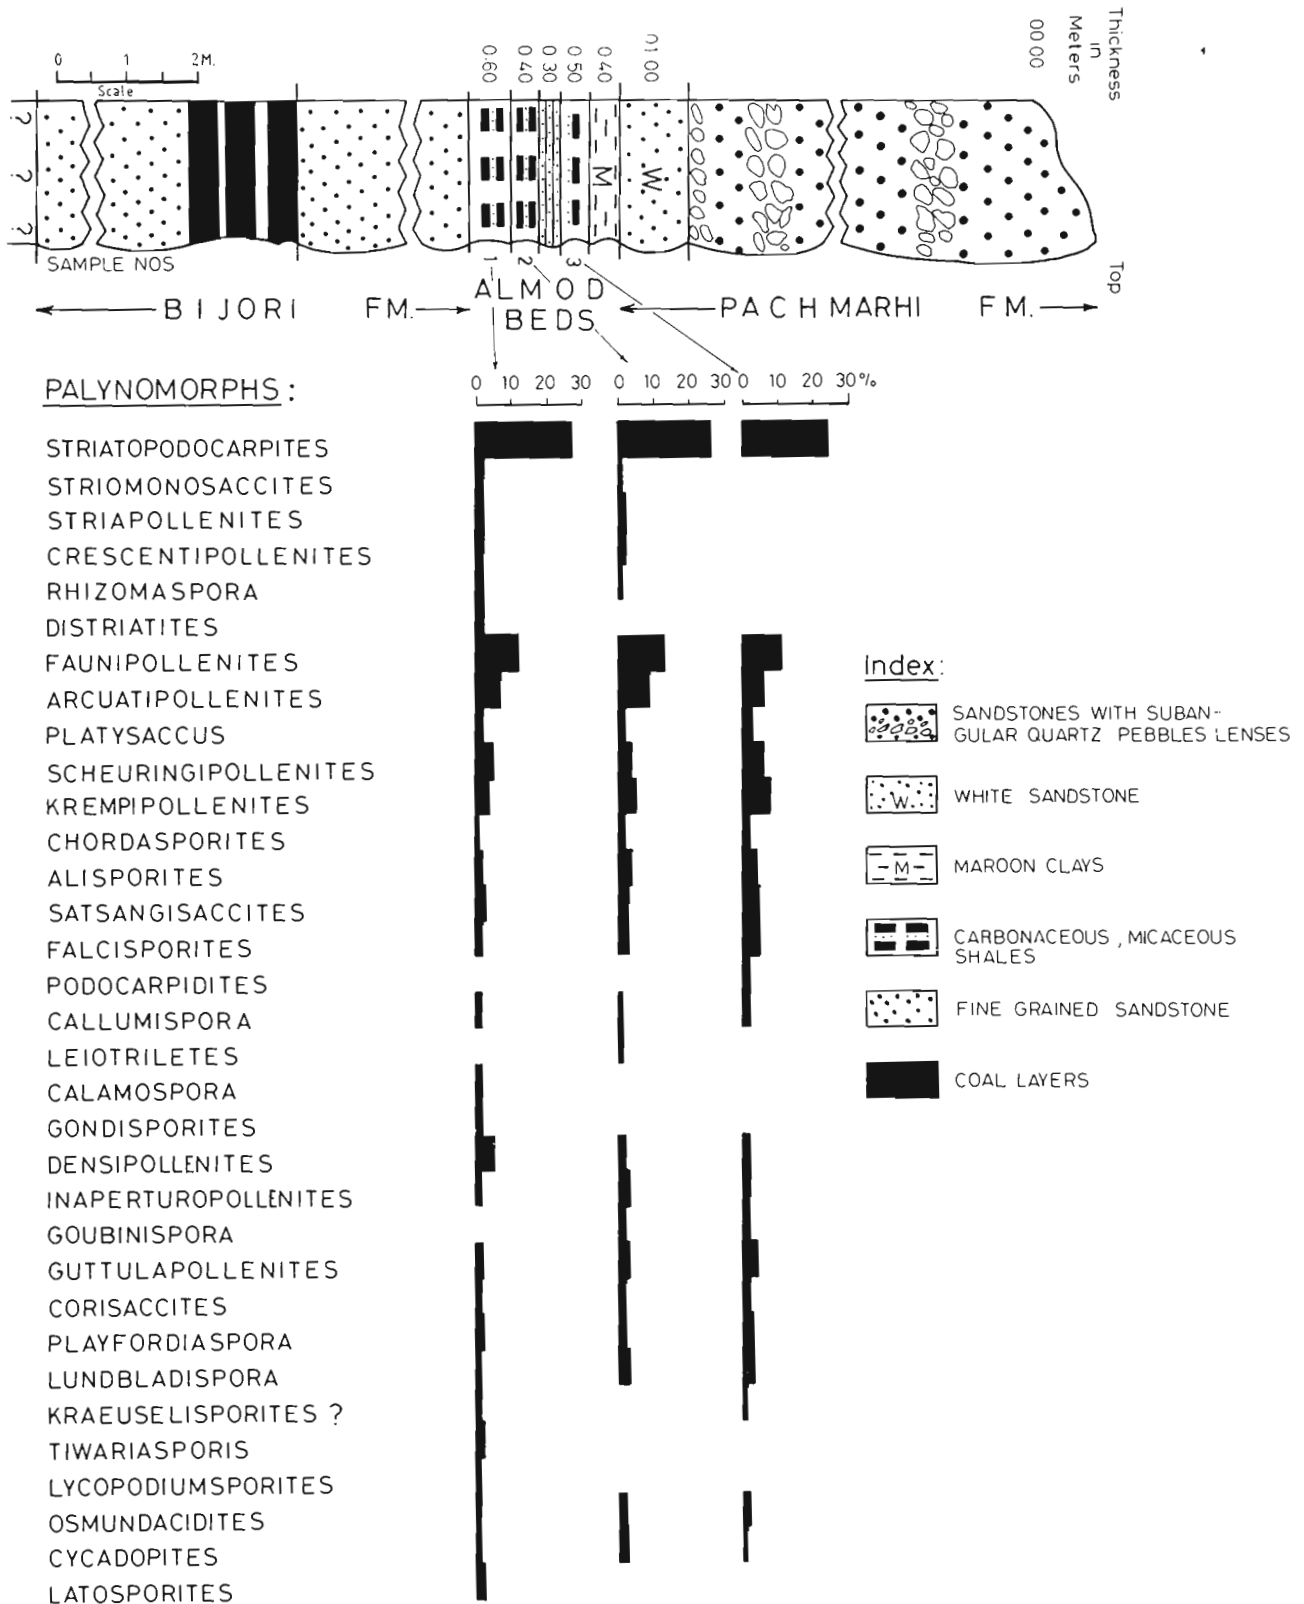 Thickness
in
Meters
00 00
01 00
0 40
0 50
0 30
0 40
0.60
0 1 2M.
Scale
? ? ?
M
W
SAMPLE NOS
1 2 3
Top
BIJORI FM.
ALMOD
BEDS
PACHMARHI FM.
PALYNOMORPHS:
0 10 20 30 0 10 20 30 0 10 20 30%
STRIATOPODOCARPITES
STRIOMONOSACCITES
STRIAPOLLENITES
CRESCENTIPOLLENITES
RHIZOMASPORA
DISTRIATITES
FAUNIPOLLENITES
ARCUATIPOLLENITES
PLATYSACCUS
SCHEURINGIPOLLENITES
KREMPIPOLLENITES
CHORDASPORITES
ALISPORITES
SATSANGISACCITES
FALCISPORITES
PODOCARPIDITES
CALLUMISPORA
LEIOTRILETES
CALAMOSPORA
GONDISPORITES
DENSIPOLLENITES
INAPERTUROPOLLENITES
GOUBINISPORA
GUTTULAPOLLENITES
CORISACCITES
PLAYFORDIASPORA
LUNDBLADISPORA
KRAEUSELISPORITES ?
TIWARIASPORIS
LYCOPODIUMSPORITES
OSMUNDACIDITES
CYCADOPITES
LATOSPORITES
Index:
SANDSTONES WITH SUBAN-
GULAR QUARTZ PEBBLES LENSES
W
WHITE SANDSTONE
M
MAROON CLAYS
CARBONACEOUS, MICACEOUS
SHALES
FINE GRAINED SANDSTONE
COAL LAYERS